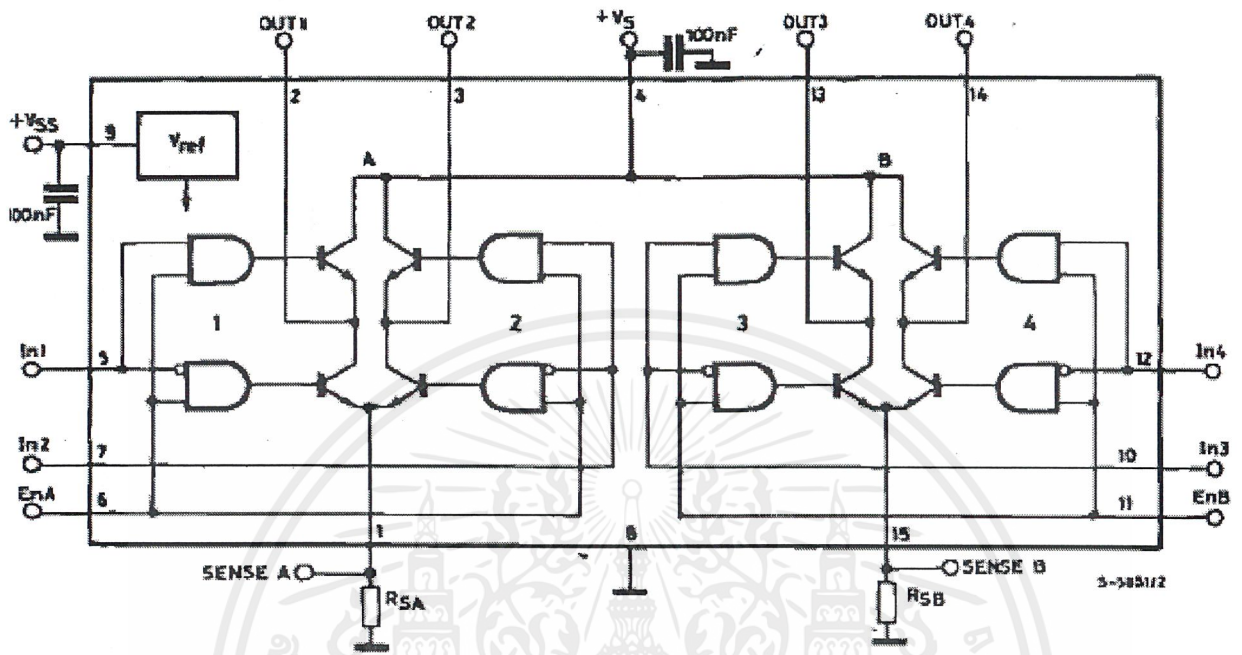 OUT1
OUT2
+VS
100nF
OUT3
OUT4
2
3
4
13
14
+VSS
9
Vref
100nF
A
B
1
2
3
4
In1
5
12
In4
In2
7
10
In3
EnA
6
11
EnB
1
8
15
SENSE A
SENSE B
RSA
RSB
S-5851/2